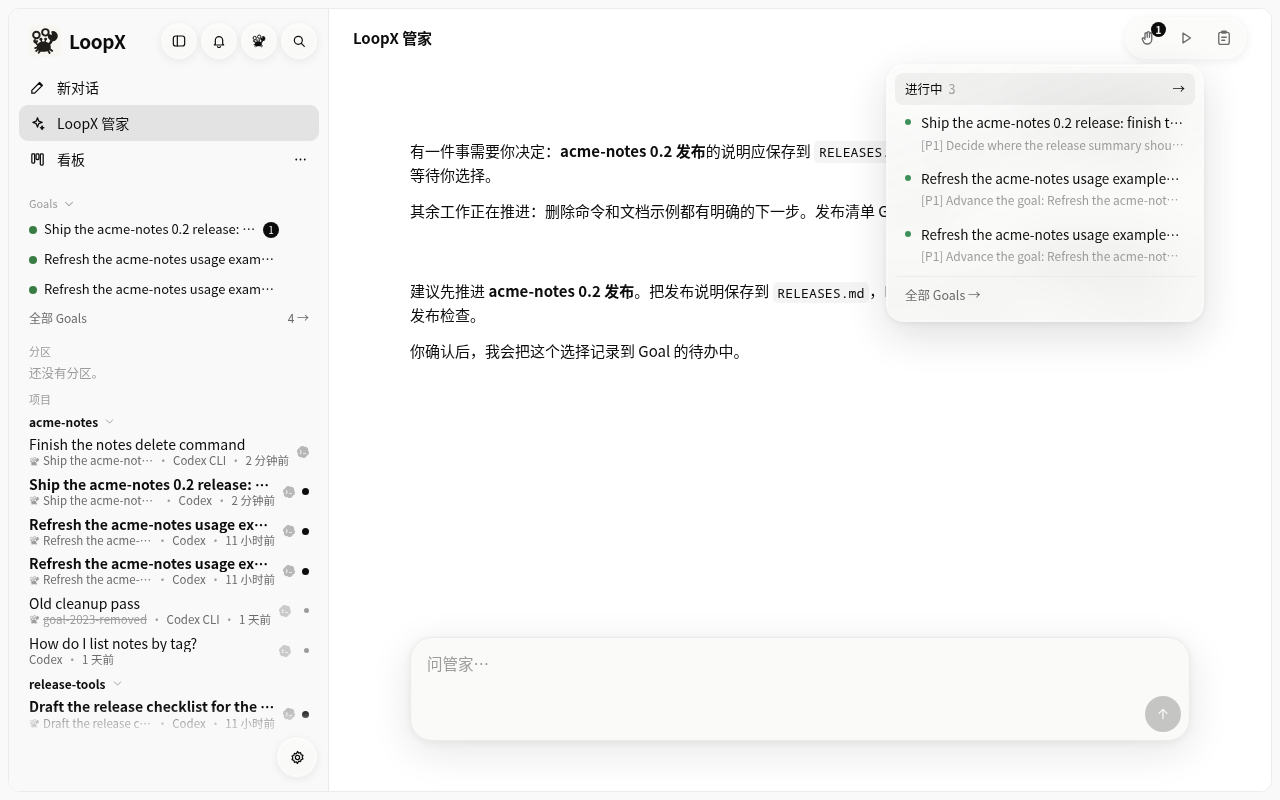 LoopX
新对话
LoopX 管家
看板
Goals
Ship the acme-notes 0.2 release: ··· 1
Refresh the acme-notes usage exam···
Refresh the acme-notes usage exam···
全部 Goals 4 →
分区
还没有分区。
项目
acme-notes
Finish the notes delete command
Ship the acme-not··· • Codex CLI • 2 分钟前
Ship the acme-notes 0.2 release: ···
Ship the acme-not··· • Codex • 2 分钟前
Refresh the acme-notes usage ex···
Refresh the acme-··· • Codex • 11 小时前
Refresh the acme-notes usage ex···
Refresh the acme-··· • Codex • 11 小时前
Old cleanup pass
goal-2023-removed • Codex CLI • 1 天前
How do I list notes by tag?
Codex • 1 天前
release-tools
Draft the release checklist for the ···
Draft the release c··· • Codex • 11 小时前
LoopX 管家
1
有一件事需要你决定：acme-notes 0.2 发布的说明应保存到 RELEASES.
等待你选择。
其余工作正在推进：删除命令和文档示例都有明确的下一步。发布清单 G
建议先推进 acme-notes 0.2 发布。把发布说明保存到 RELEASES.md，
发布检查。
你确认后，我会把这个选择记录到 Goal 的待办中。
进行中 3 →
Ship the acme-notes 0.2 release: finish t···
[P1] Decide where the release summary shou···
Refresh the acme-notes usage example···
[P1] Advance the goal: Refresh the acme-not···
Refresh the acme-notes usage example···
[P1] Advance the goal: Refresh the acme-not···
全部 Goals →
问管家···